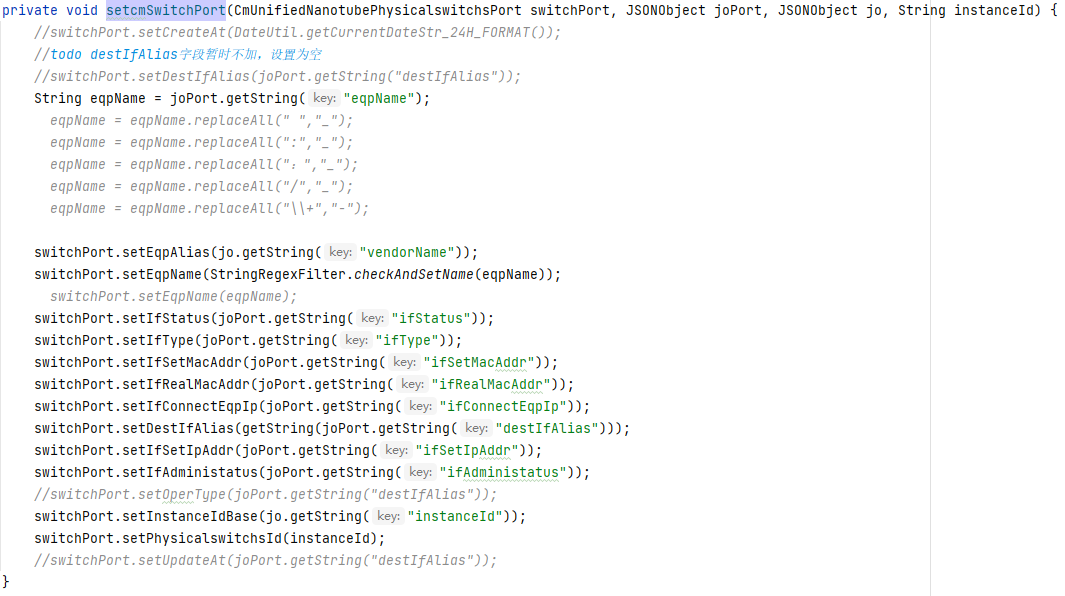 private void setcmSwitchPort(CmUnifiedNanotubePhysicalswitchsPort switchPort, JSONObject joPort, JSONObject jo, String instanceId) {
//switchPort.setCreateAt(DateUtil.getCurrentDateStr_24H_FORMAT());
//todo destIfAlias字段暂时不加，设置为空
//switchPort.setDestIfAlias(joPort.getString("destIfAlias"));
String eqpName = joPort.getString( key: "eqpName");
eqpName = eqpName.replaceAll(" ","_");
eqpName = eqpName.replaceAll(":","_");
eqpName = eqpName.replaceAll("：","_");
eqpName = eqpName.replaceAll("/","_");
eqpName = eqpName.replaceAll("\\+","-");
switchPort.setEqpAlias(jo.getString( key: "vendorName"));
switchPort.setEqpName(StringRegexFilter.checkAndSetName(eqpName));
switchPort.setEqpName(eqpName);
switchPort.setIfStatus(joPort.getString( key: "ifStatus"));
switchPort.setIfType(joPort.getString( key: "ifType"));
switchPort.setIfSetMacAddr(joPort.getString( key: "ifSetMacAddr"));
switchPort.setIfRealMacAddr(joPort.getString( key: "ifRealMacAddr"));
switchPort.setIfConnectEqpIp(joPort.getString( key: "ifConnectEqpIp"));
switchPort.setDestIfAlias(getString(joPort.getString( key: "destIfAlias")));
switchPort.setIfSetIpAddr(joPort.getString( key: "ifSetIpAddr"));
switchPort.setIfAdministatus(joPort.getString( key: "ifAdministatus"));
//switchPort.setOperType(joPort.getString("destIfAlias"));
switchPort.setInstanceIdBase(jo.getString( key: "instanceId"));
switchPort.setPhysicalswitchsId(instanceId);
//switchPort.setUpdateAt(joPort.getString("destIfAlias"));
}